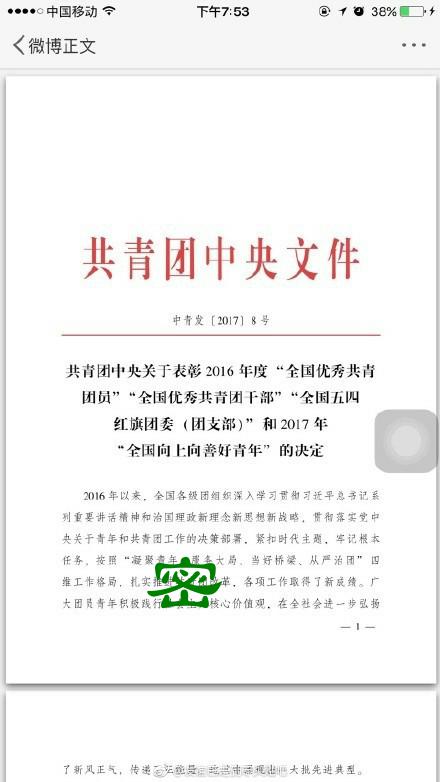 中国移动
下午7:53
38%
微博正文
共青团中央文件
中青发〔2017〕8号
共青团中央关于表彰2016年度“全国优秀共青
团员”“全国优秀共青团干部”“全国五四
红旗团委（团支部）”和2017年
“全国向上向善好青年”的决定
2016年以来，全国各级团组织深入学习贯彻习近平总书记系
列重要讲话精神和治国理政新理念新思想新战略，贯彻落实党中
央关于青年和共青团工作的决策部署，紧扣时代主题，牢记根本
任务，按照“凝聚青年、服务大局、当好桥梁、从严治团”四
维工作格局，扎实推 改革，各项工作取得了新成绩。广
大团员青年积极践行 核心价值观，在全社会进一步弘扬
密
— 1 —
了新风正气，传递 大批先进典型。